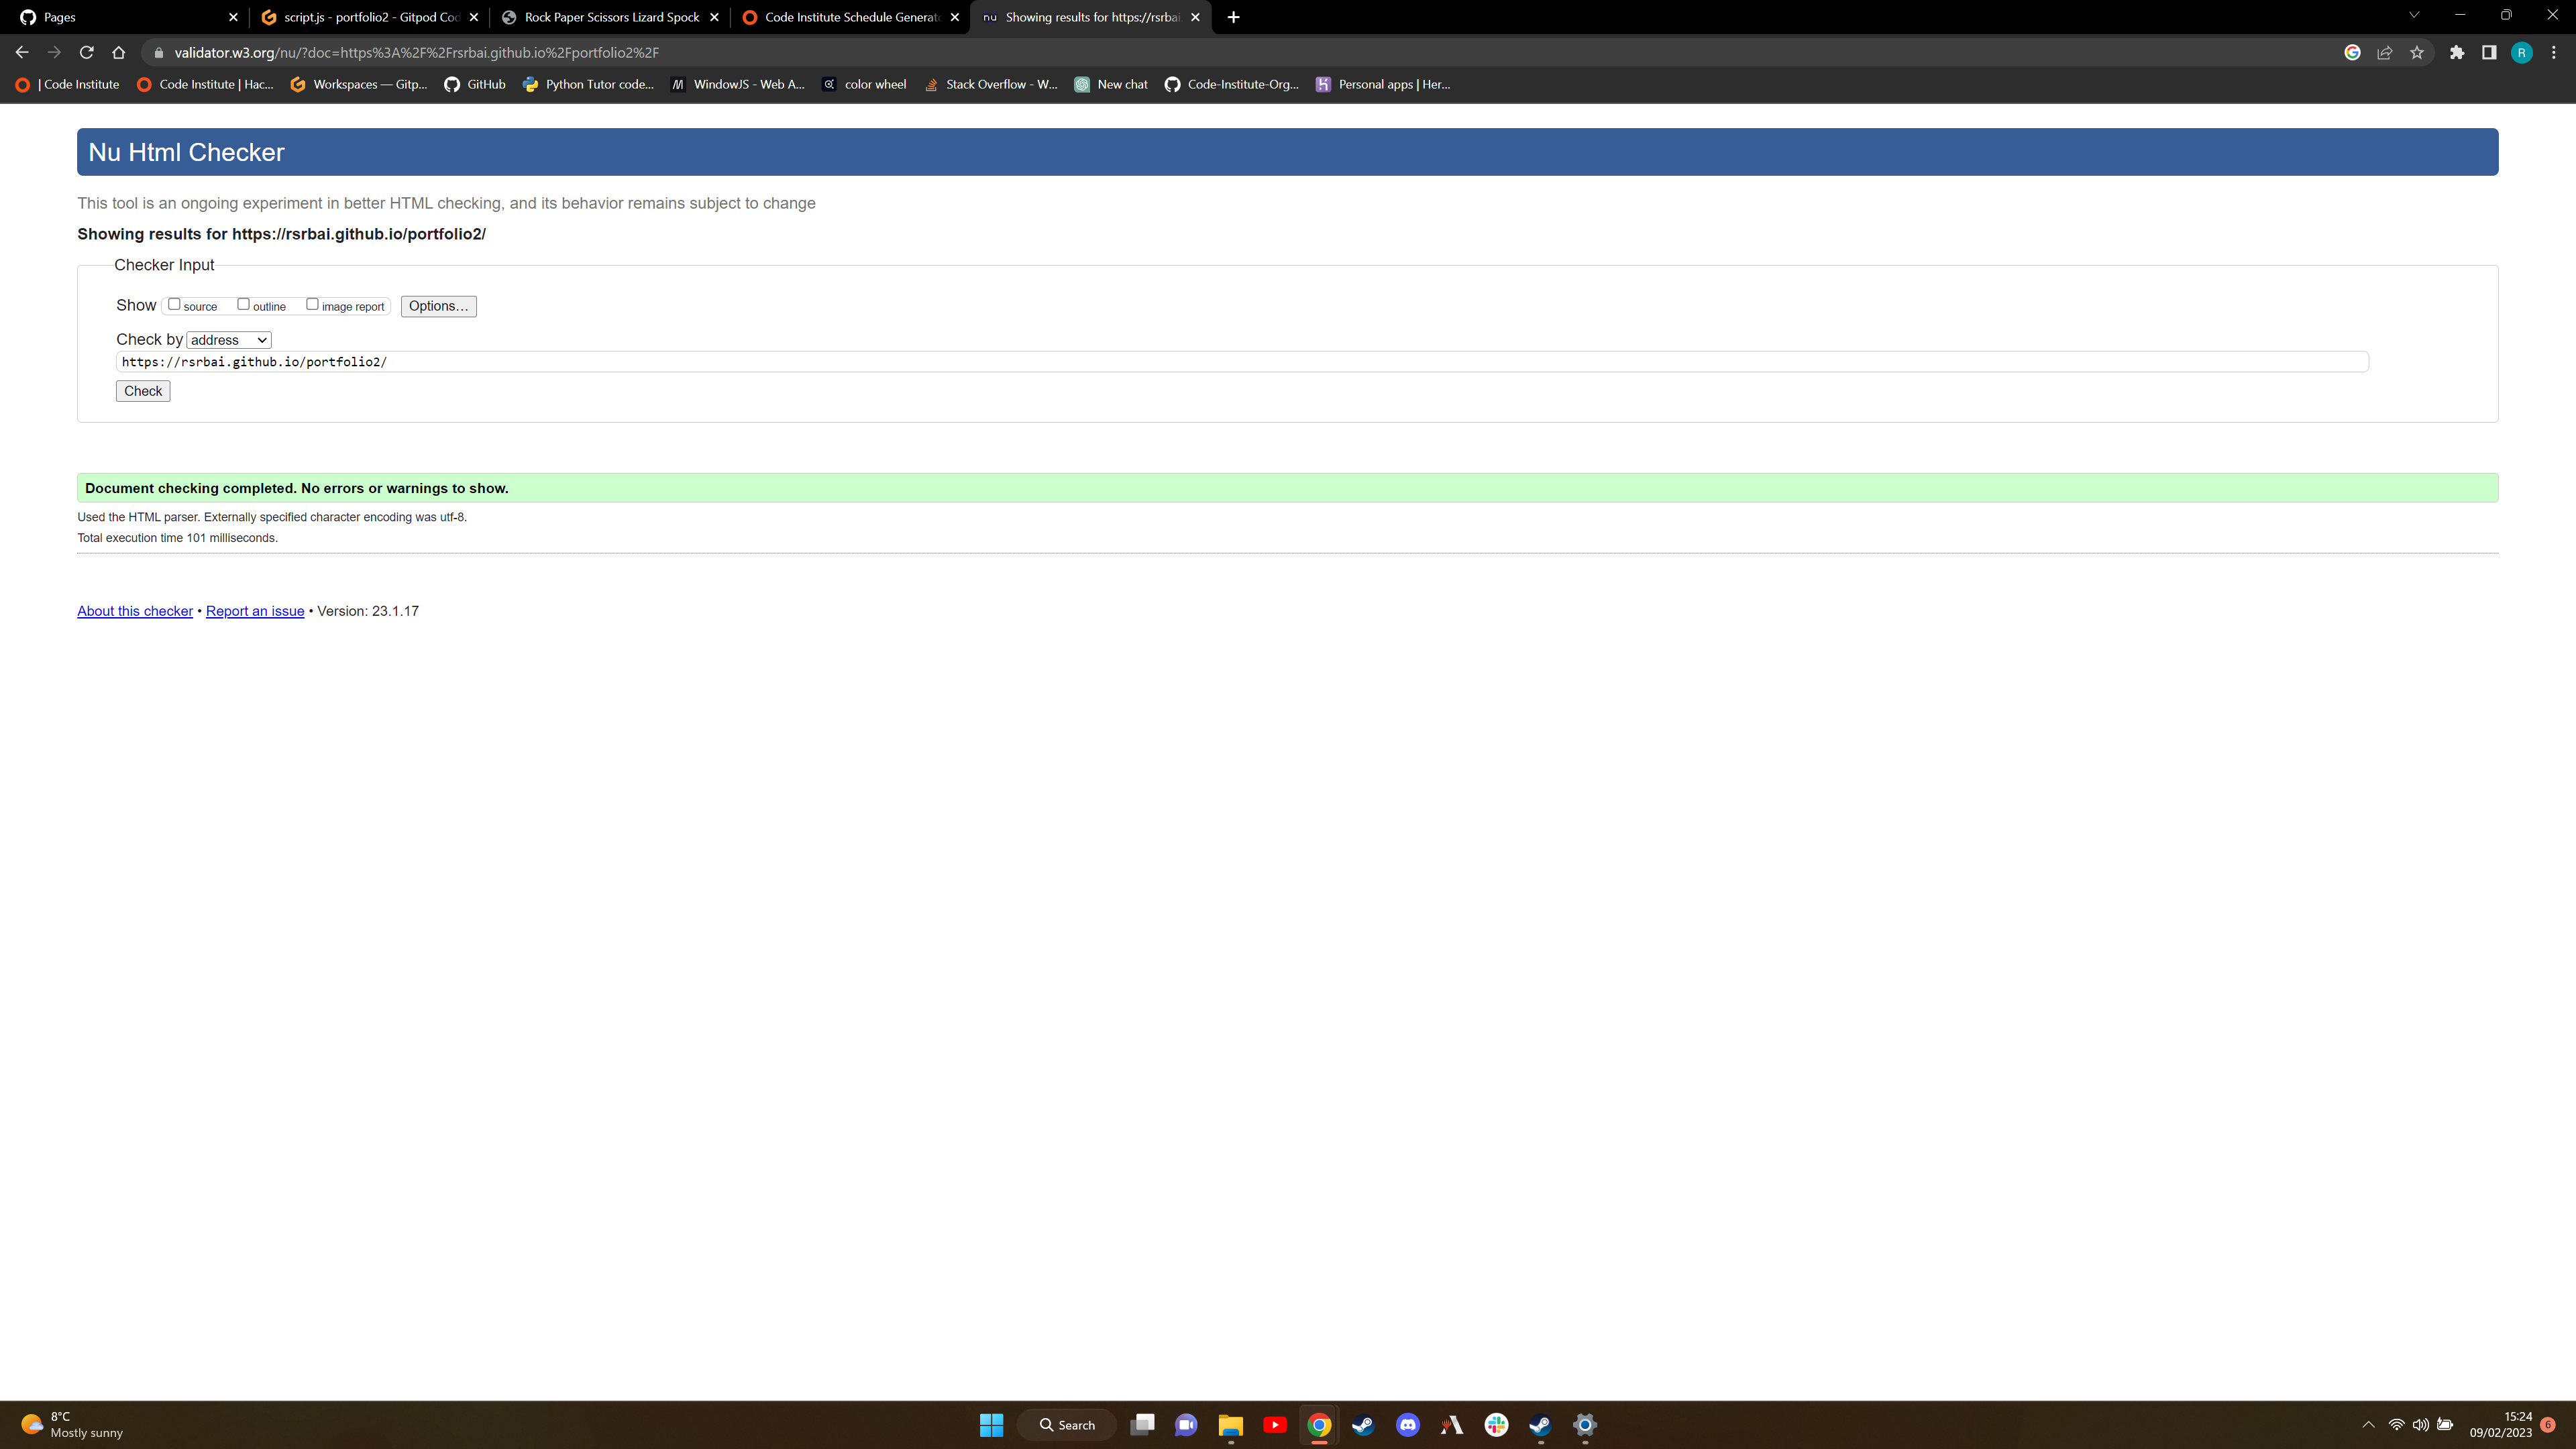 Pages
script.js - portfolio2 - Gitpod Cod
Rock Paper Scissors Lizard Spock
Code Institute Schedule Generato
nu Showing results for https://rsrbai
validator.w3.org/nu/?doc=https%3A%2F%2Frsrbai.github.io%2Fportfolio2%2F
R
| Code Institute
Code Institute | Hac...
Workspaces — Gitp...
GitHub
Python Tutor code...
WindowJS - Web A...
color wheel
Stack Overflow - W...
New chat
Code-Institute-Org...
Personal apps | Her...
Nu Html Checker
This tool is an ongoing experiment in better HTML checking, and its behavior remains subject to change
Showing results for https://rsrbai.github.io/portfolio2/
Checker Input
Show source outline image report Options...
Check by address
https://rsrbai.github.io/portfolio2/
Check
Document checking completed. No errors or warnings to show.
Used the HTML parser. Externally specified character encoding was utf-8.
Total execution time 101 milliseconds.
About this checker • Report an issue • Version: 23.1.17
8°C
Mostly sunny
Search
15:24
09/02/2023
6